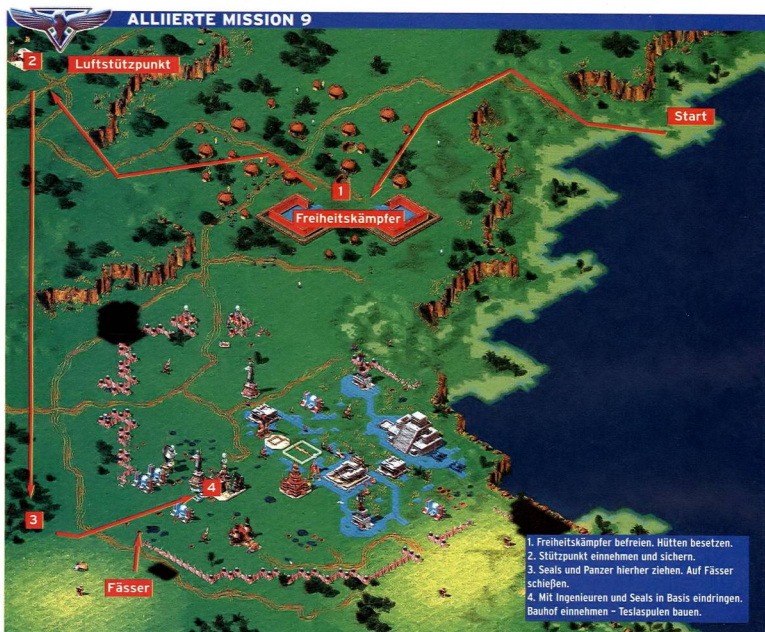 ALLIIERTE MISSION 9
2
Luftstützpunkt
Start
1
Freiheitskämpfer
4
3
Fässer
1. Freiheitskämpfer befreien. Hütten besetzen.
2. Stützpunkt einnehmen und sichern.
3. Seals und Panzer hierher ziehen. Auf Fässer
schießen.
4. Mit Ingenieuren und Seals in Basis eindringen.
Bauhof einnehmen – Teslaspulen bauen.